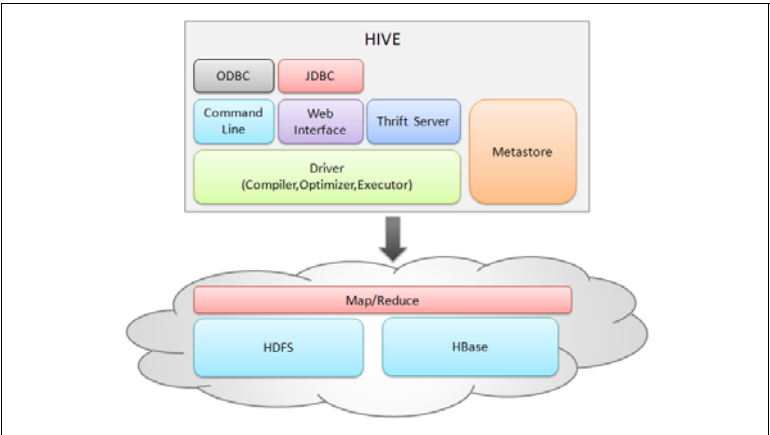 HIVE
ODBC
JDBC
Command
Line
Web
Interface
Thrift Server
Metastore
Driver
(Compiler,Optimizer,Executor)
Map/Reduce
HDFS
HBase